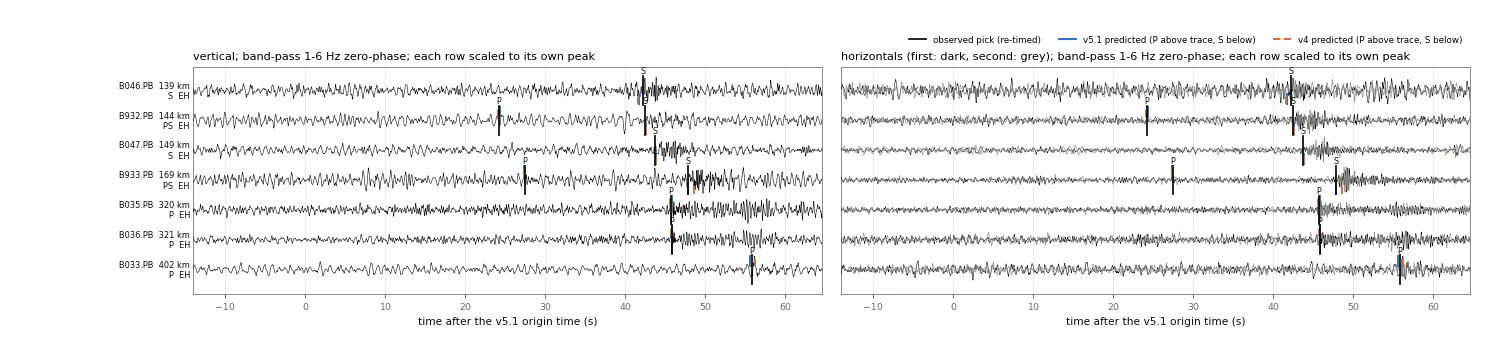 observed pick (re-timed)
v5.1 predicted (P above trace, S below)
v4 predicted (P above trace, S below)
vertical; band-pass 1-6 Hz zero-phase; each row scaled to its own peak
horizontals (first: dark, second: grey); band-pass 1-6 Hz zero-phase; each row scaled to its own peak
B046.PB 139 km
S EH
B932.PB 144 km
PS EH
B047.PB 149 km
S EH
B933.PB 169 km
PS EH
B035.PB 320 km
P EH
B036.PB 321 km
P EH
B033.PB 402 km
P EH
S
P
S
S
P
S
P
P
P
S
P
S
S
P
S
P
P
P
−10 0 10 20 30 40 50 60
−10 0 10 20 30 40 50 60
time after the v5.1 origin time (s)
time after the v5.1 origin time (s)